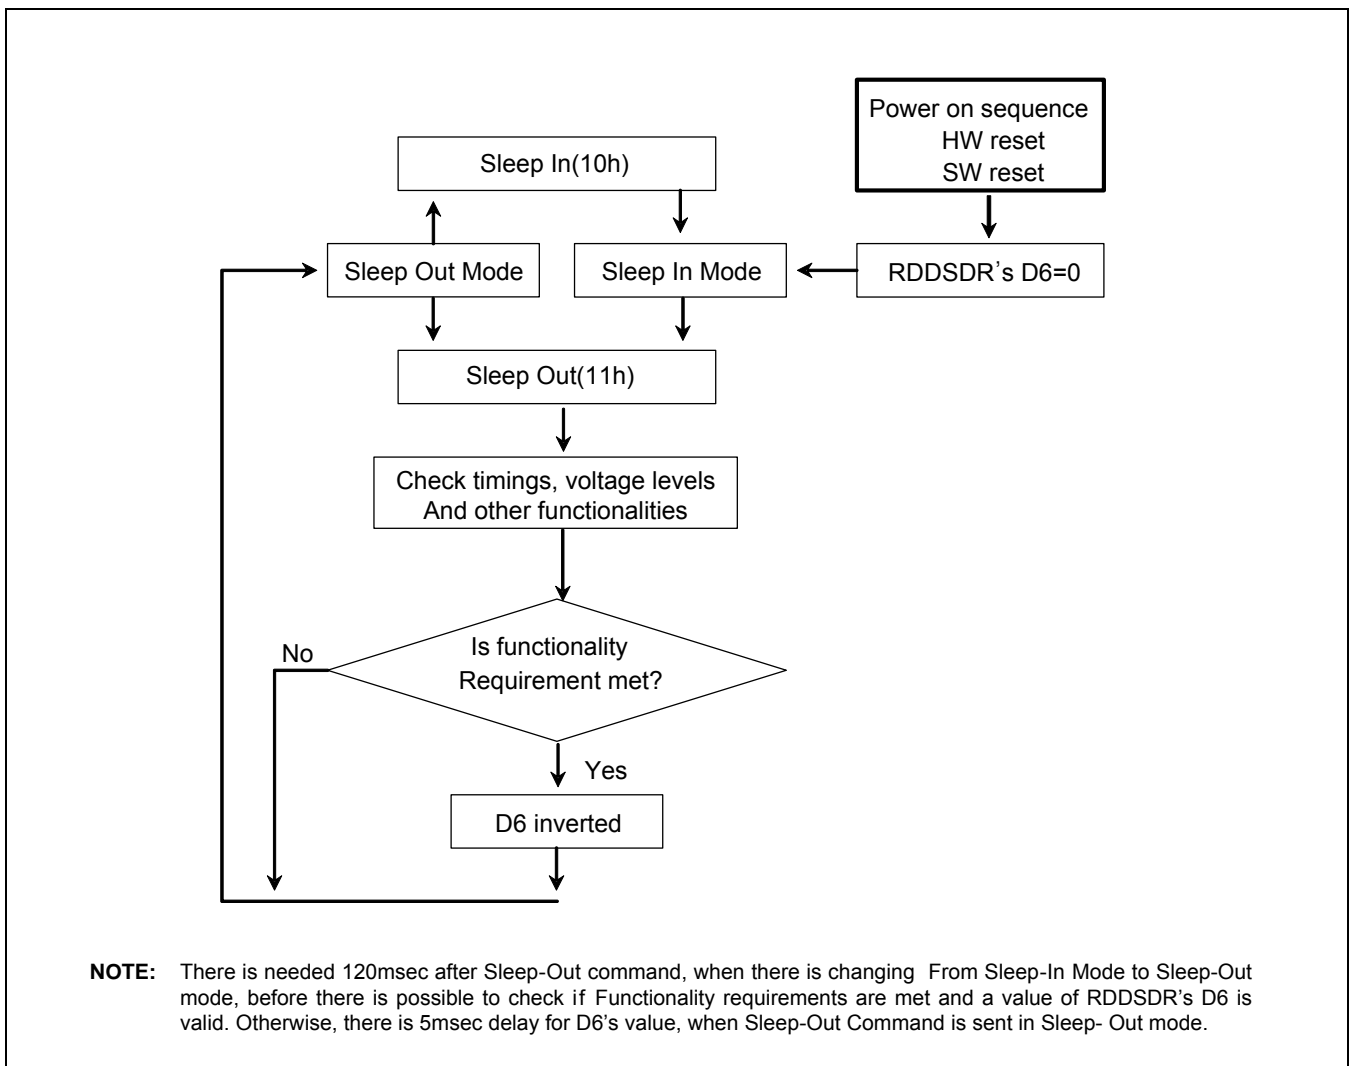 Power on sequence
HW reset
SW reset
Sleep In(10h)
Sleep Out Mode
Sleep In Mode
RDDSDR's D6=0
Sleep Out(11h)
Check timings, voltage levels
And other functionalities
Is functionality
Requirement met?
No
Yes
D6 inverted
NOTE: There is needed 120msec after Sleep-Out command, when there is changing From Sleep-In Mode to Sleep-Out
mode, before there is possible to check if Functionality requirements are met and a value of RDDSDR's D6 is
valid. Otherwise, there is 5msec delay for D6's value, when Sleep-Out Command is sent in Sleep- Out mode.